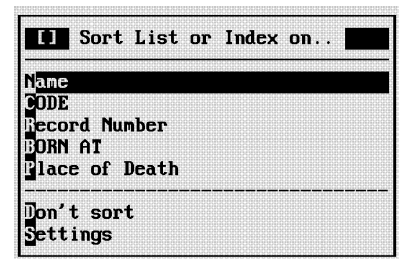 [] Sort List or Index on..
Name
CODE
Record Number
BORN AT
Place of Death
Don't sort
Settings